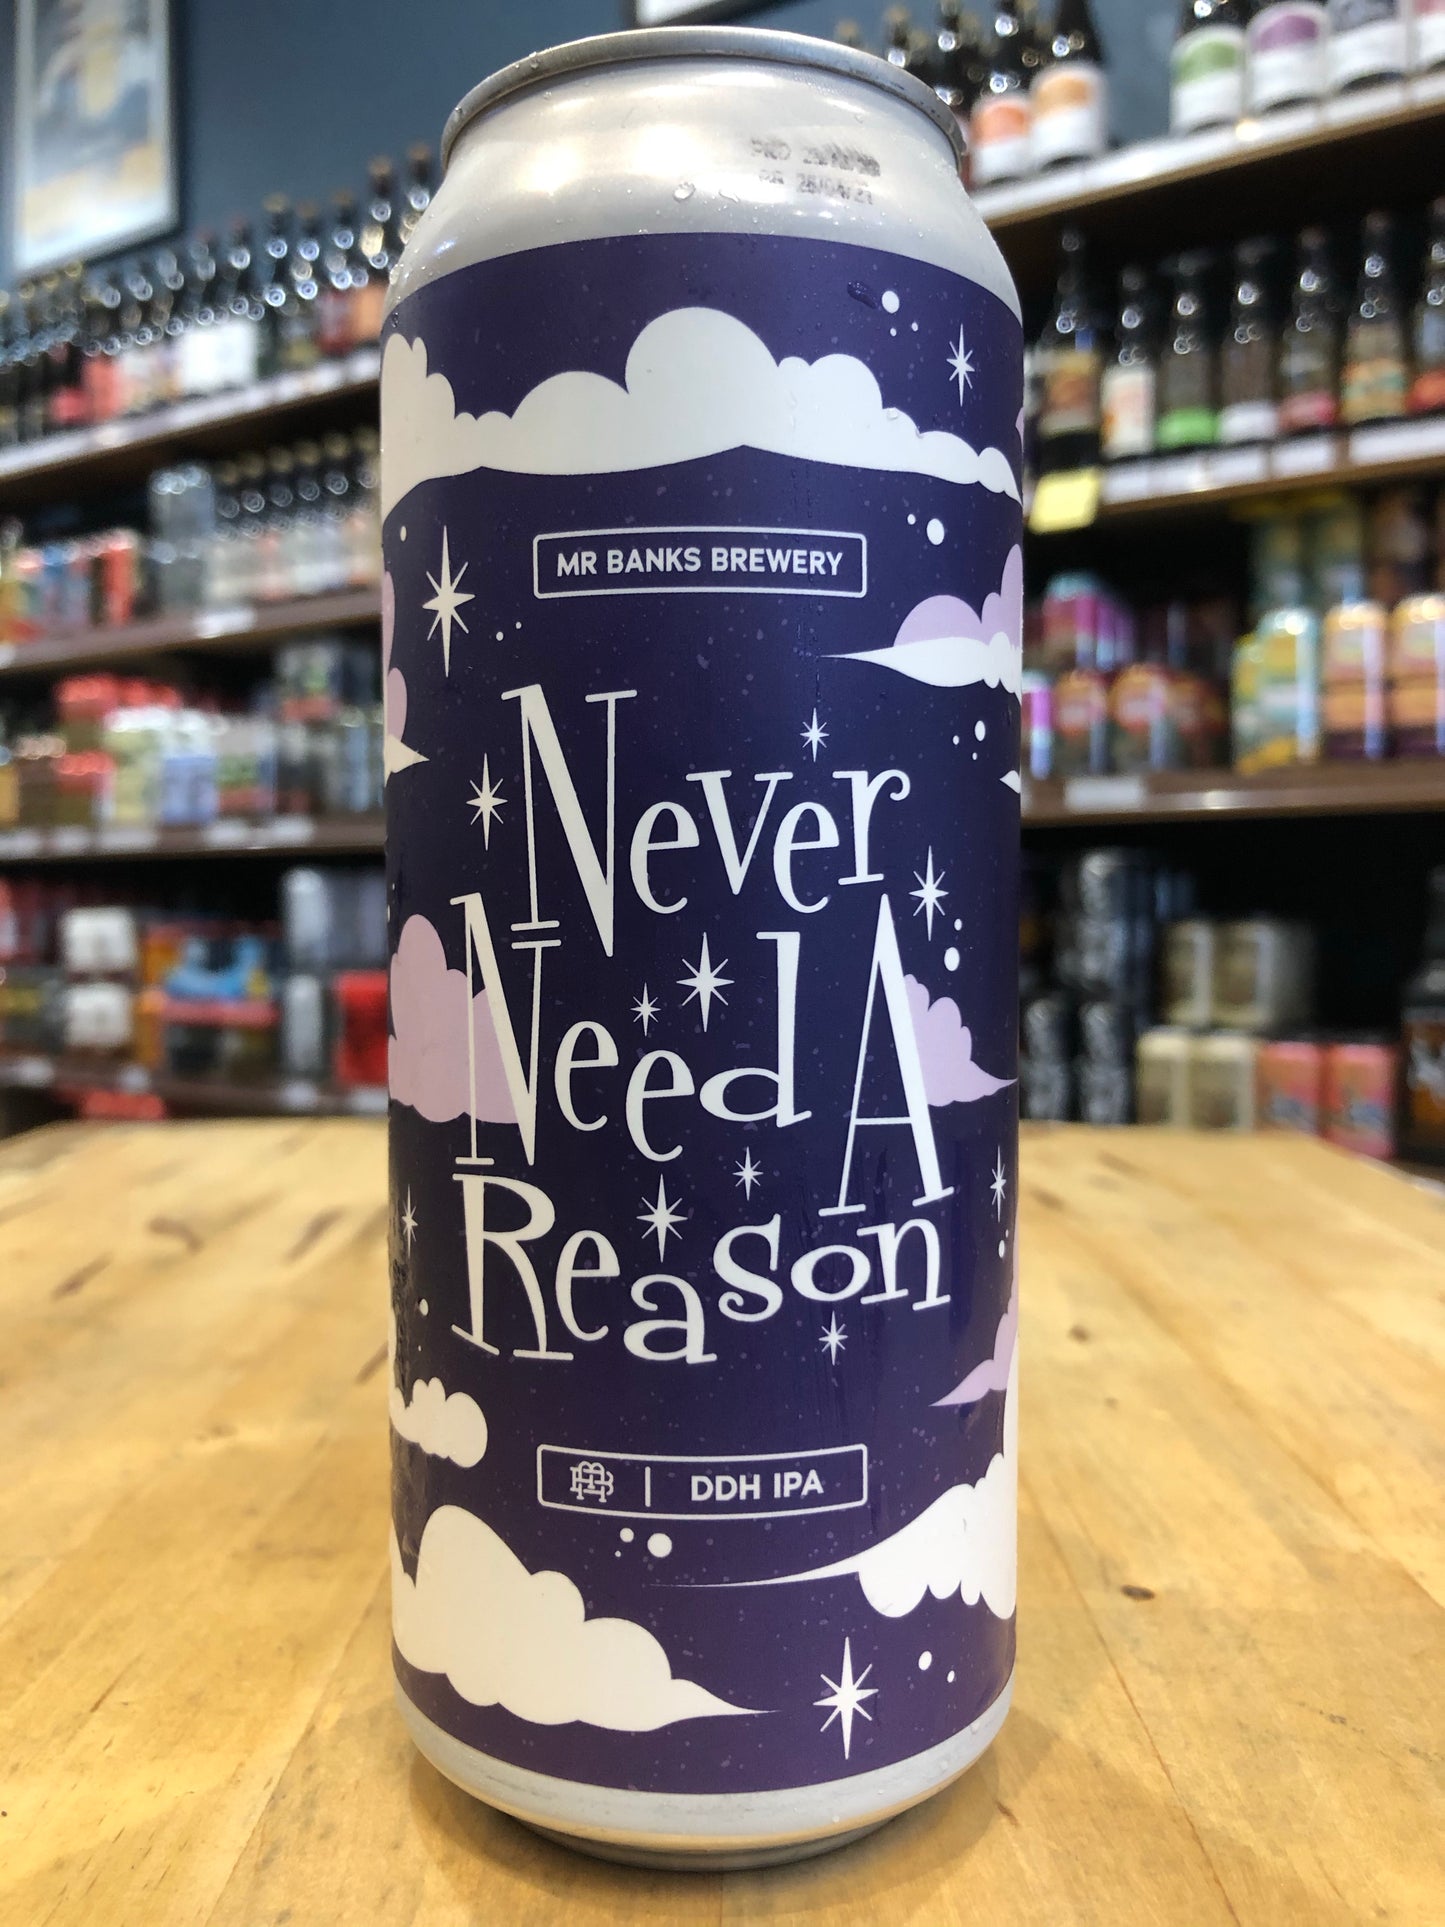 MR BANKS BREWERY
Never
Need A
Reason
DDH IPA